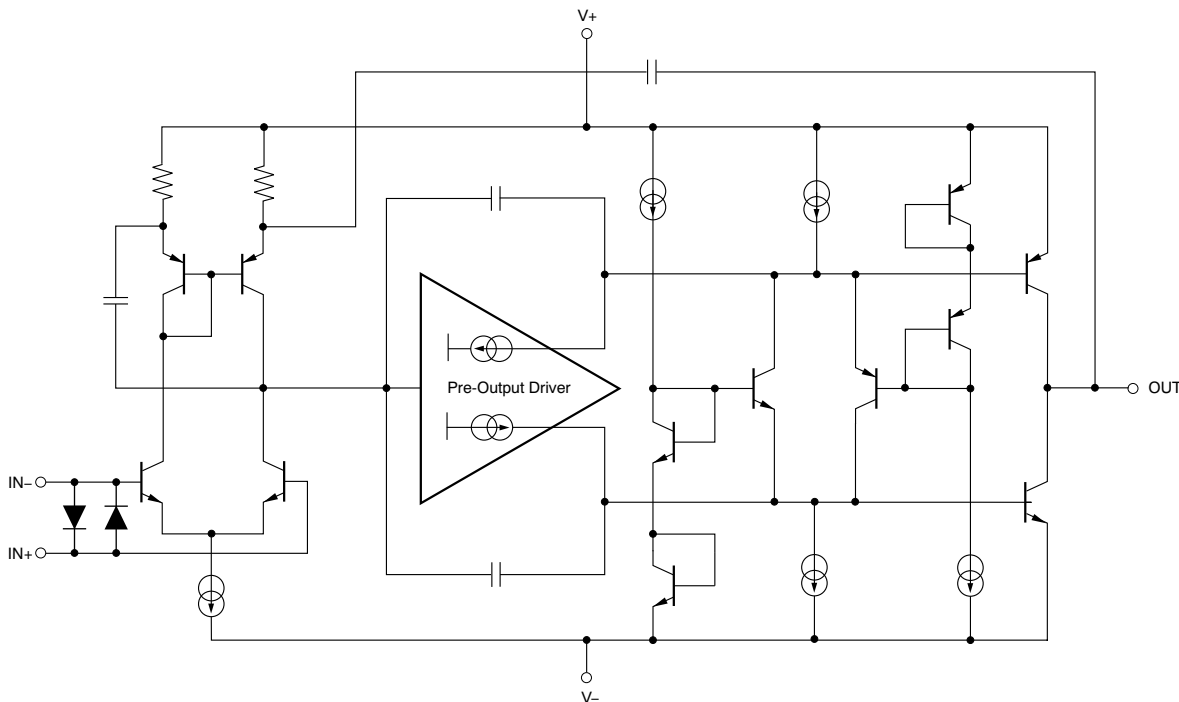 V+
Pre-Output Driver
OUT
IN−
IN+
V−